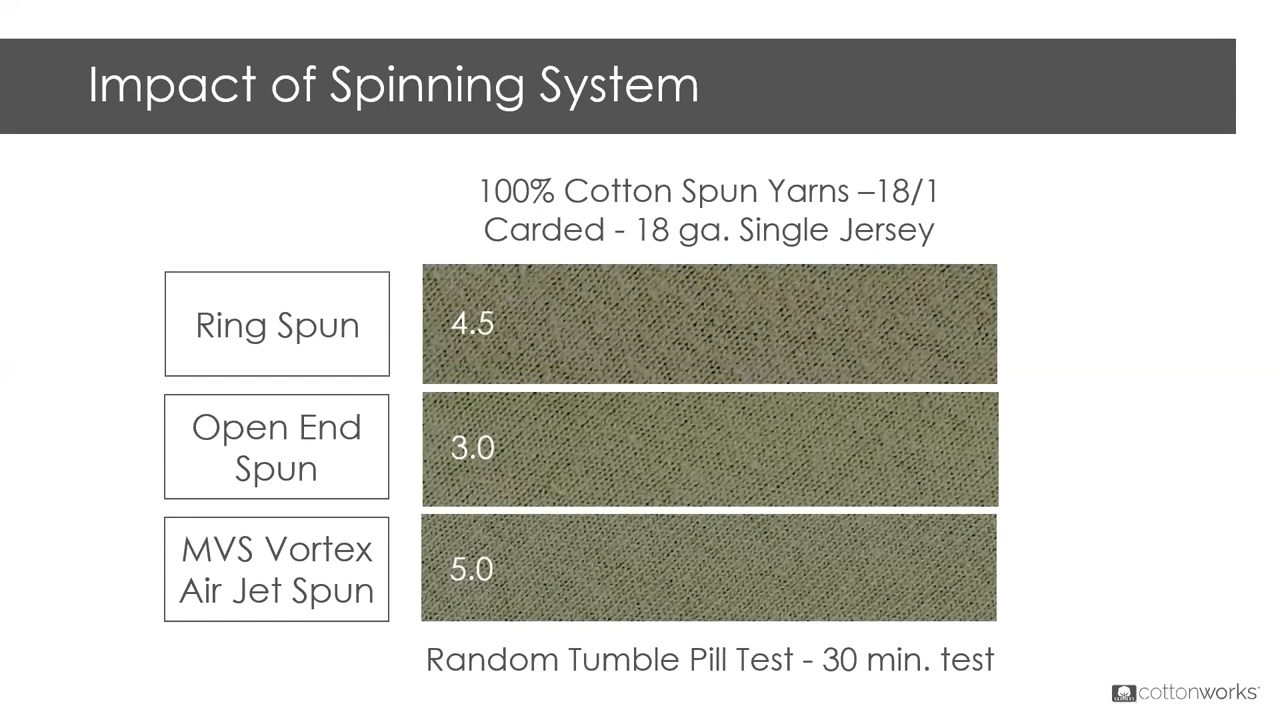 Impact of Spinning System
100% Cotton Spun Yarns –18/1
Carded - 18 ga. Single Jersey
Ring Spun
4.5
Open End
Spun
3.0
MVS Vortex
Air Jet Spun
5.0
Random Tumble Pill Test - 30 min. test
cottonworks